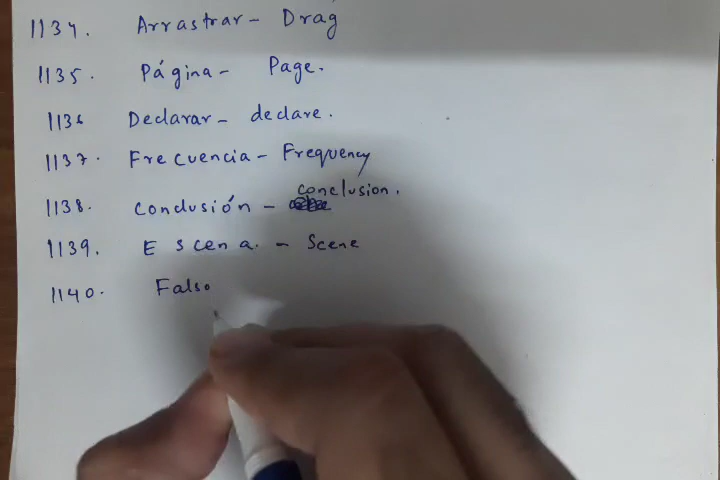 1134. Arrastrar - Drag
1135. Página - Page.
1136 Declarar - declare.
1137. Frecuencia - Frequency
1138. Conclusión - conclusion.
1139. Escena. - Scene
1140. Falso